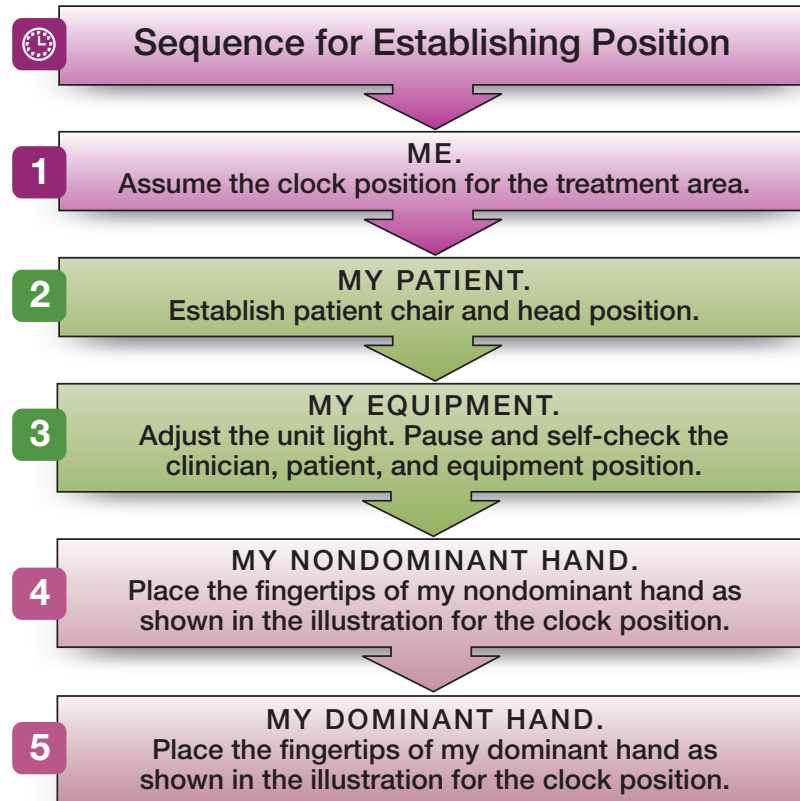 Sequence for Establishing Position
1
ME.
Assume the clock position for the treatment area.
2
MY PATIENT.
Establish patient chair and head position.
3
MY EQUIPMENT.
Adjust the unit light. Pause and self-check the
clinician, patient, and equipment position.
4
MY NONDOMINANT HAND.
Place the fingertips of my nondominant hand as
shown in the illustration for the clock position.
5
MY DOMINANT HAND.
Place the fingertips of my dominant hand as
shown in the illustration for the clock position.